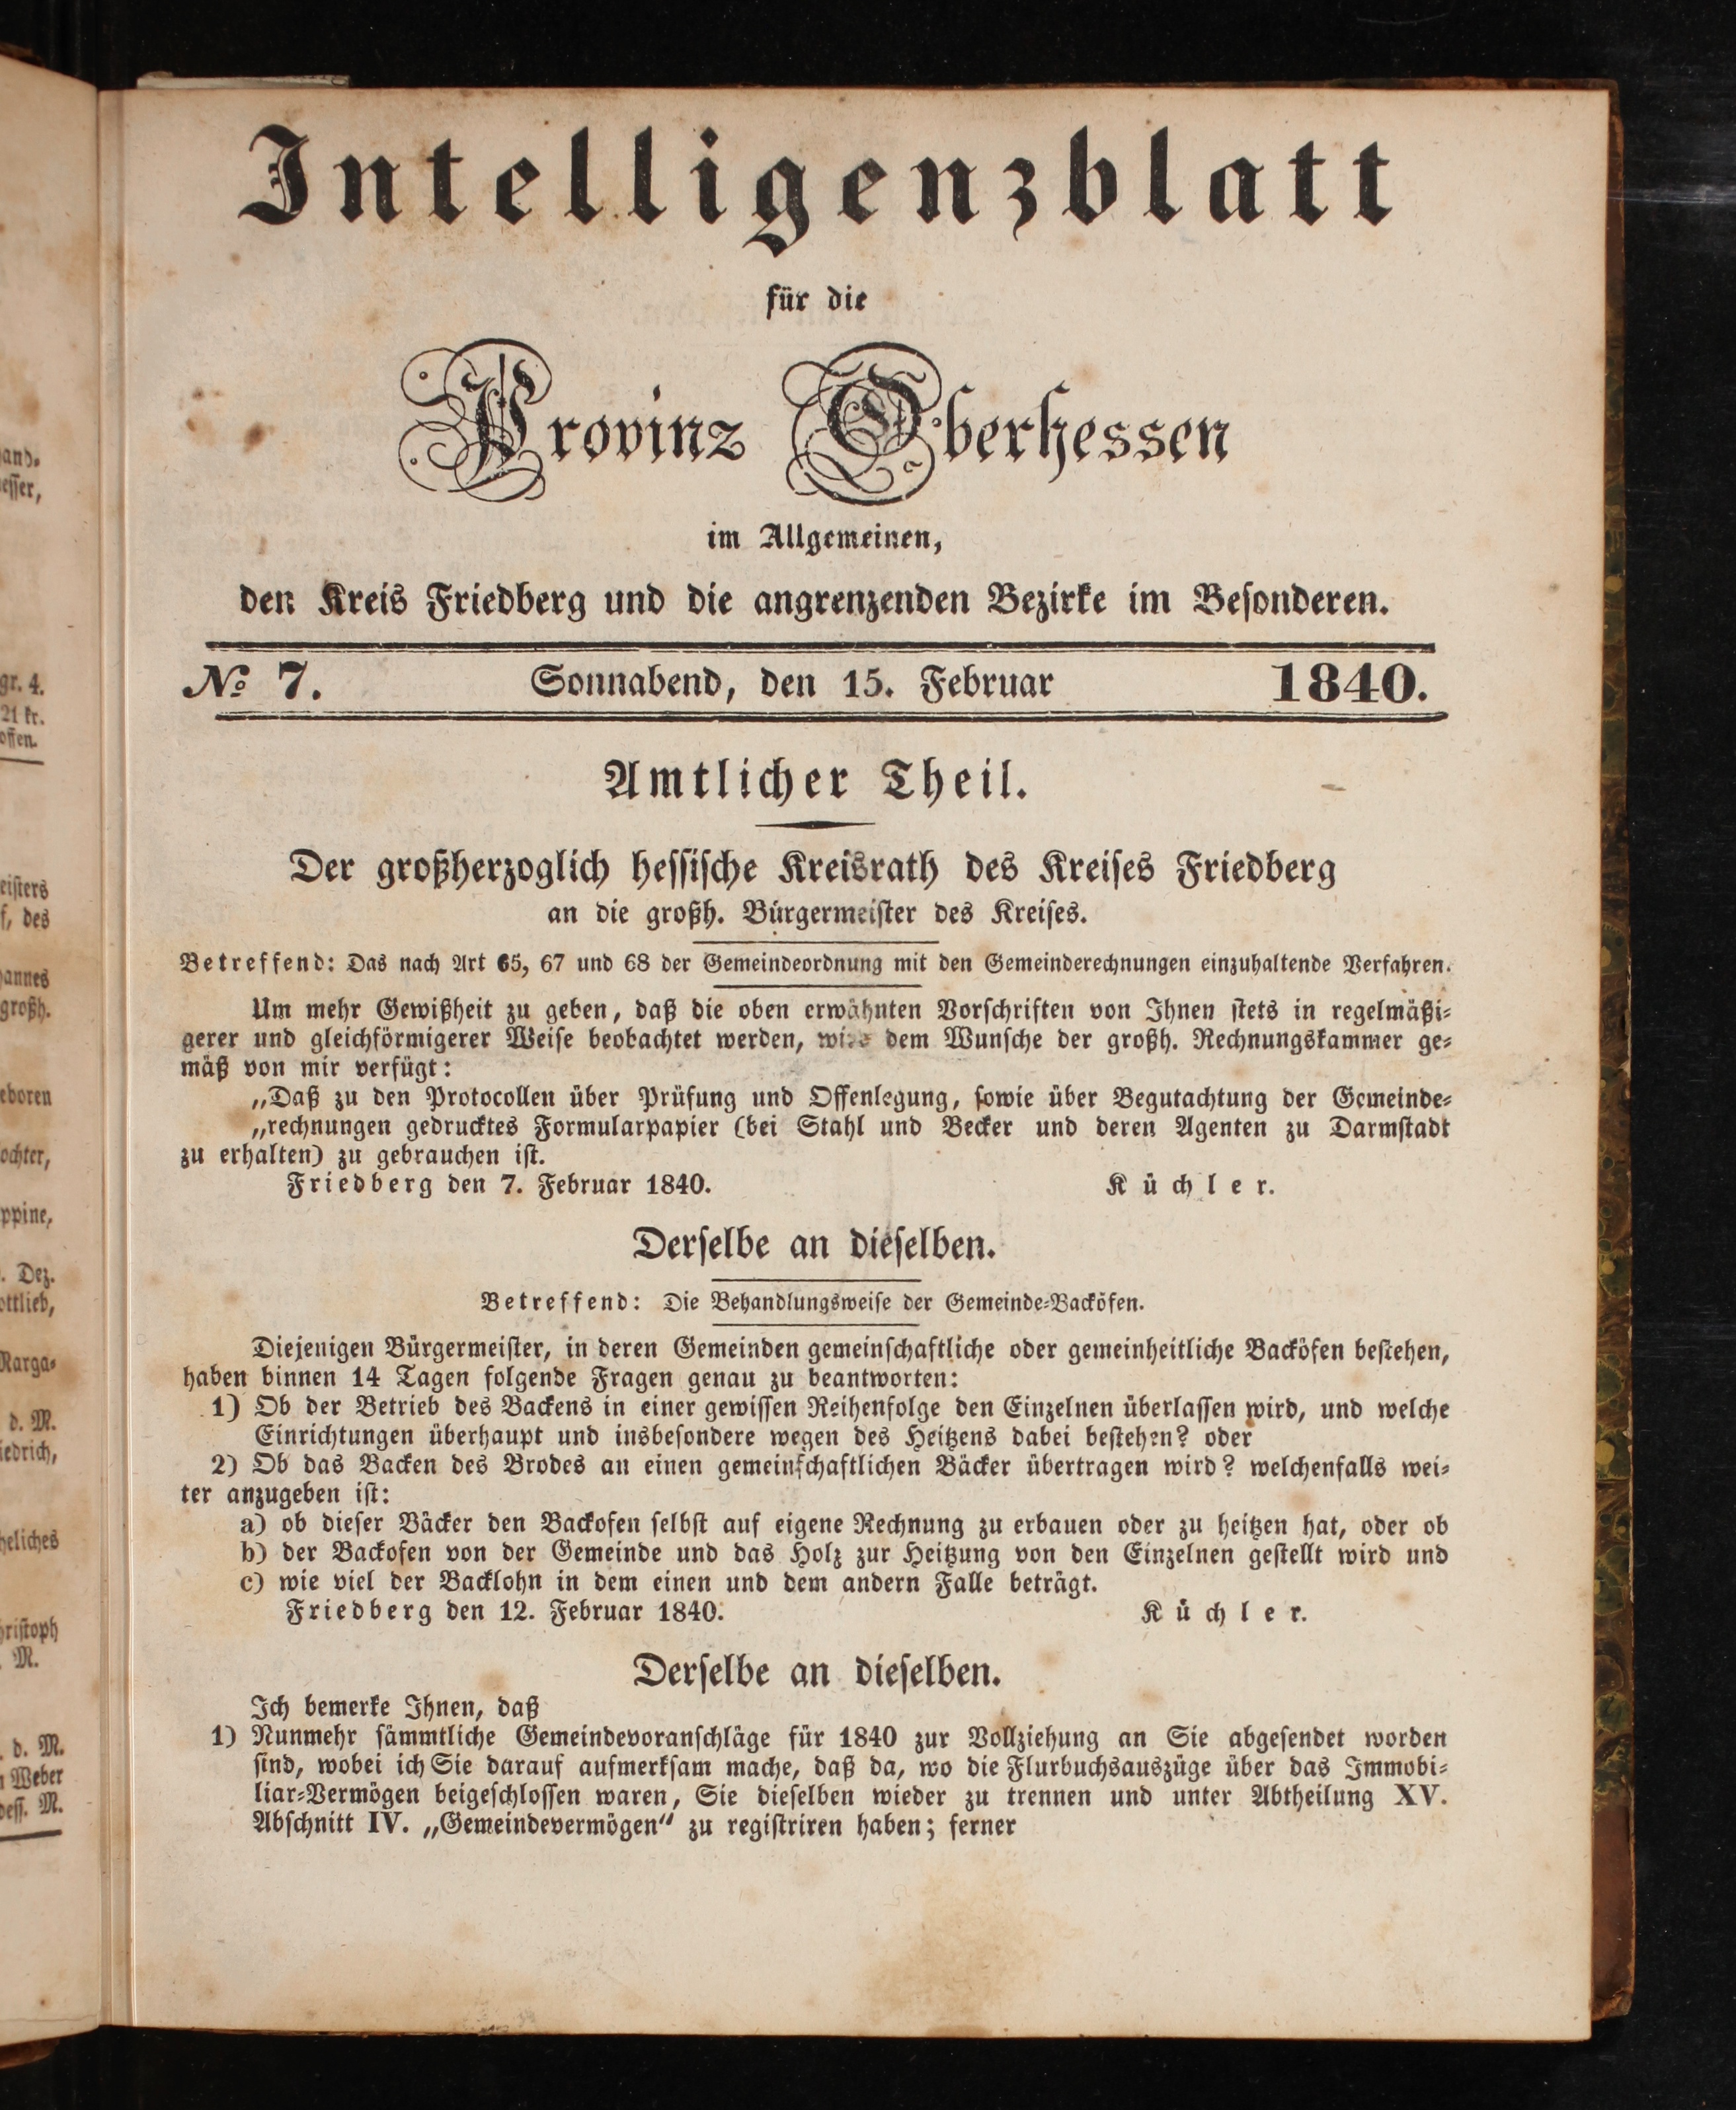 Intelligenzblatt
für die
Provinz Oberhessen
im Allgemeinen,
den Kreis Friedberg und die angrenzenden Bezirke im Besonderen.
No 7. Sonnabend, den 15. Februar 1840.
Amtlicher Theil.
Der großherzoglich hessische Kreisrath des Kreises Friedberg
an die großh. Bürgermeister des Kreises.
Betreffend: Das nach Art 65, 67 und 68 der Gemeindeordnung mit den Gemeinderechnungen einzuhaltende Verfahren.
Um mehr Gewißheit zu geben, daß die oben erwähnten Vorschriften von Ihnen stets in regelmäßi-
gerer und gleichförmigerer Weise beobachtet werden, wird dem Wunsche der großh. Rechnungskammer ge-
mäß von mir verfügt:
„Daß zu den Protocollen über Prüfung und Offenlegung, sowie über Begutachtung der Gemeinde-
„rechnungen gedrucktes Formularpapier (bei Stahl und Becker und deren Agenten zu Darmstadt
zu erhalten) zu gebrauchen ist.
Friedberg den 7. Februar 1840. Küchler.
Derselbe an dieselben.
Betreffend: Die Behandlungsweise der Gemeinde-Backöfen.
Diejenigen Bürgermeister, in deren Gemeinden gemeinschaftliche oder gemeinheitliche Backöfen bestehen,
haben binnen 14 Tagen folgende Fragen genau zu beantworten:
1) Ob der Betrieb des Backens in einer gewissen Reihenfolge den Einzelnen überlassen wird, und welche
Einrichtungen überhaupt und insbesondere wegen des Heitzens dabei bestehen? oder
2) Ob das Backen des Brodes an einen gemeinschaftlichen Bäcker übertragen wird? welchenfalls wei-
ter anzugeben ist:
a) ob dieser Bäcker den Backofen selbst auf eigene Rechnung zu erbauen oder zu heitzen hat, oder ob
b) der Backofen von der Gemeinde und das Holz zur Heitzung von den Einzelnen gestellt wird und
c) wie viel der Backlohn in dem einen und dem andern Falle beträgt.
Friedberg den 12. Februar 1840. Küchler.
Derselbe an dieselben.
Ich bemerke Ihnen, daß
1) Nunmehr sämmtliche Gemeindevoranschläge für 1840 zur Vollziehung an Sie abgesendet worden
sind, wobei ich Sie darauf aufmerksam mache, daß da, wo die Flurbuchsauszüge über das Immobi-
liar-Vermögen beigeschlossen waren, Sie dieselben wieder zu trennen und unter Abtheilung XV.
Abschnitt IV. „Gemeindevermögen" zu registriren haben; ferner